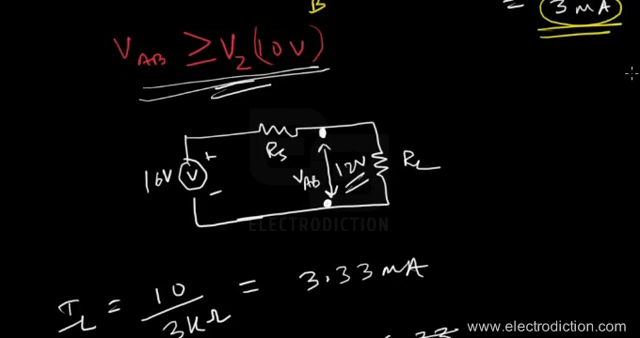 B
= 3 mA
V_AB ≥ V_Z (10V)
R_S
16V V + - V_AB 12V R_L
ELECTRODICTION
I_L = 10 / 3kΩ = 3.33 mA
www.electrodiction.com